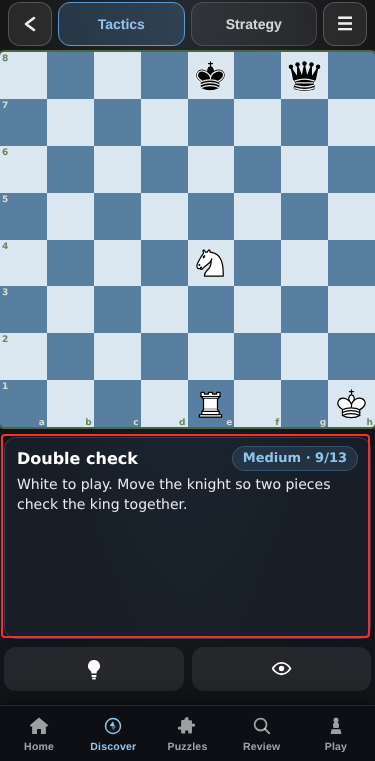 Tactics
Strategy
8
7
6
5
4
3
2
1
a
b
c
d
e
f
g
h
Double check
Medium · 9/13
White to play. Move the knight so two pieces
check the king together.
Home
Discover
Puzzles
Review
Play